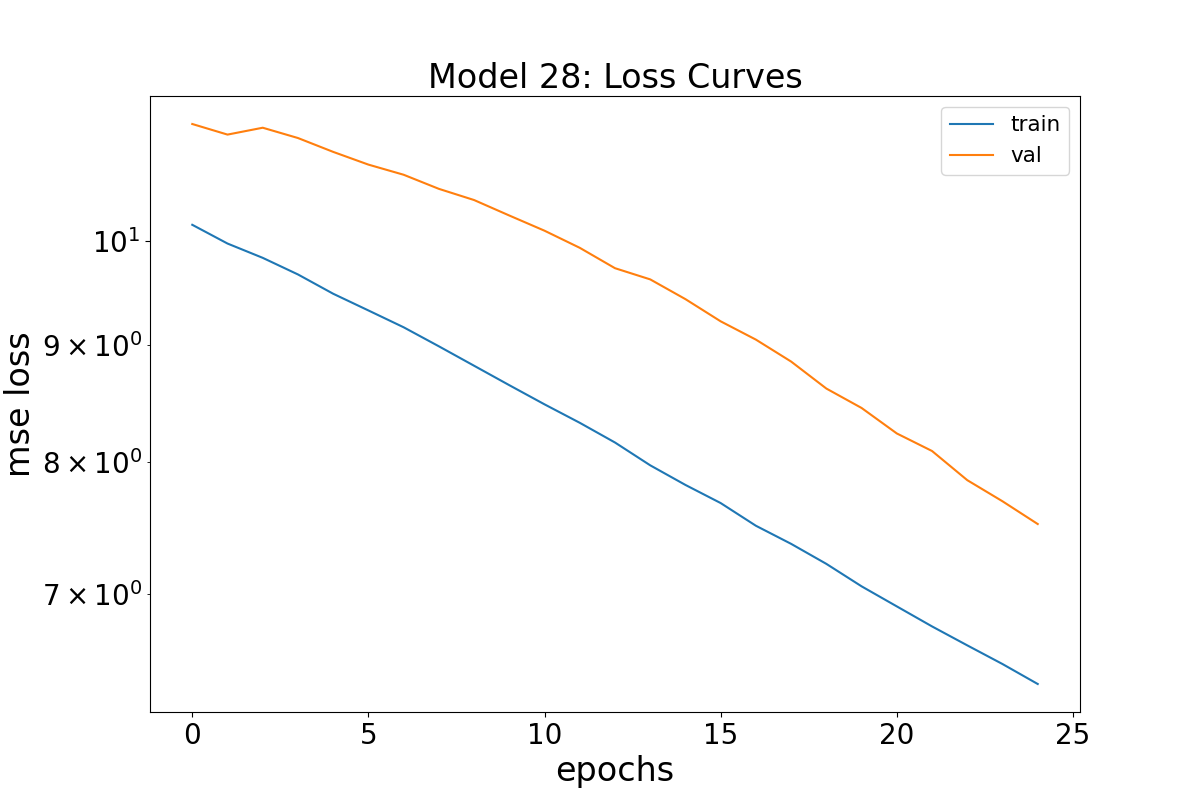 Model 28: Loss Curves
train
val
10¹
9 × 10⁰
8 × 10⁰
7 × 10⁰
mse loss
0 5 10 15 20 25
epochs